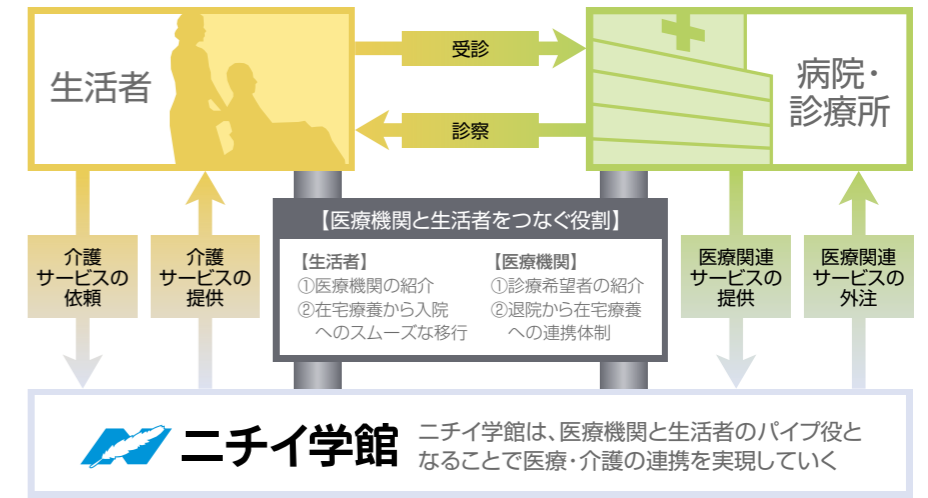 生活者
受診
診察
病院・
診療所
介護
サービスの
依頼
介護
サービスの
提供
【医療機関と生活者をつなぐ役割】
【生活者】
①医療機関の紹介
②在宅療養から入院
へのスムーズな移行
【医療機関】
①診療希望者の紹介
②退院から在宅療養
への連携体制
医療関連
サービスの
提供
医療関連
サービスの
外注
ニチイ学館
ニチイ学館は、医療機関と生活者のパイプ役と
なることで医療・介護の連携を実現していく